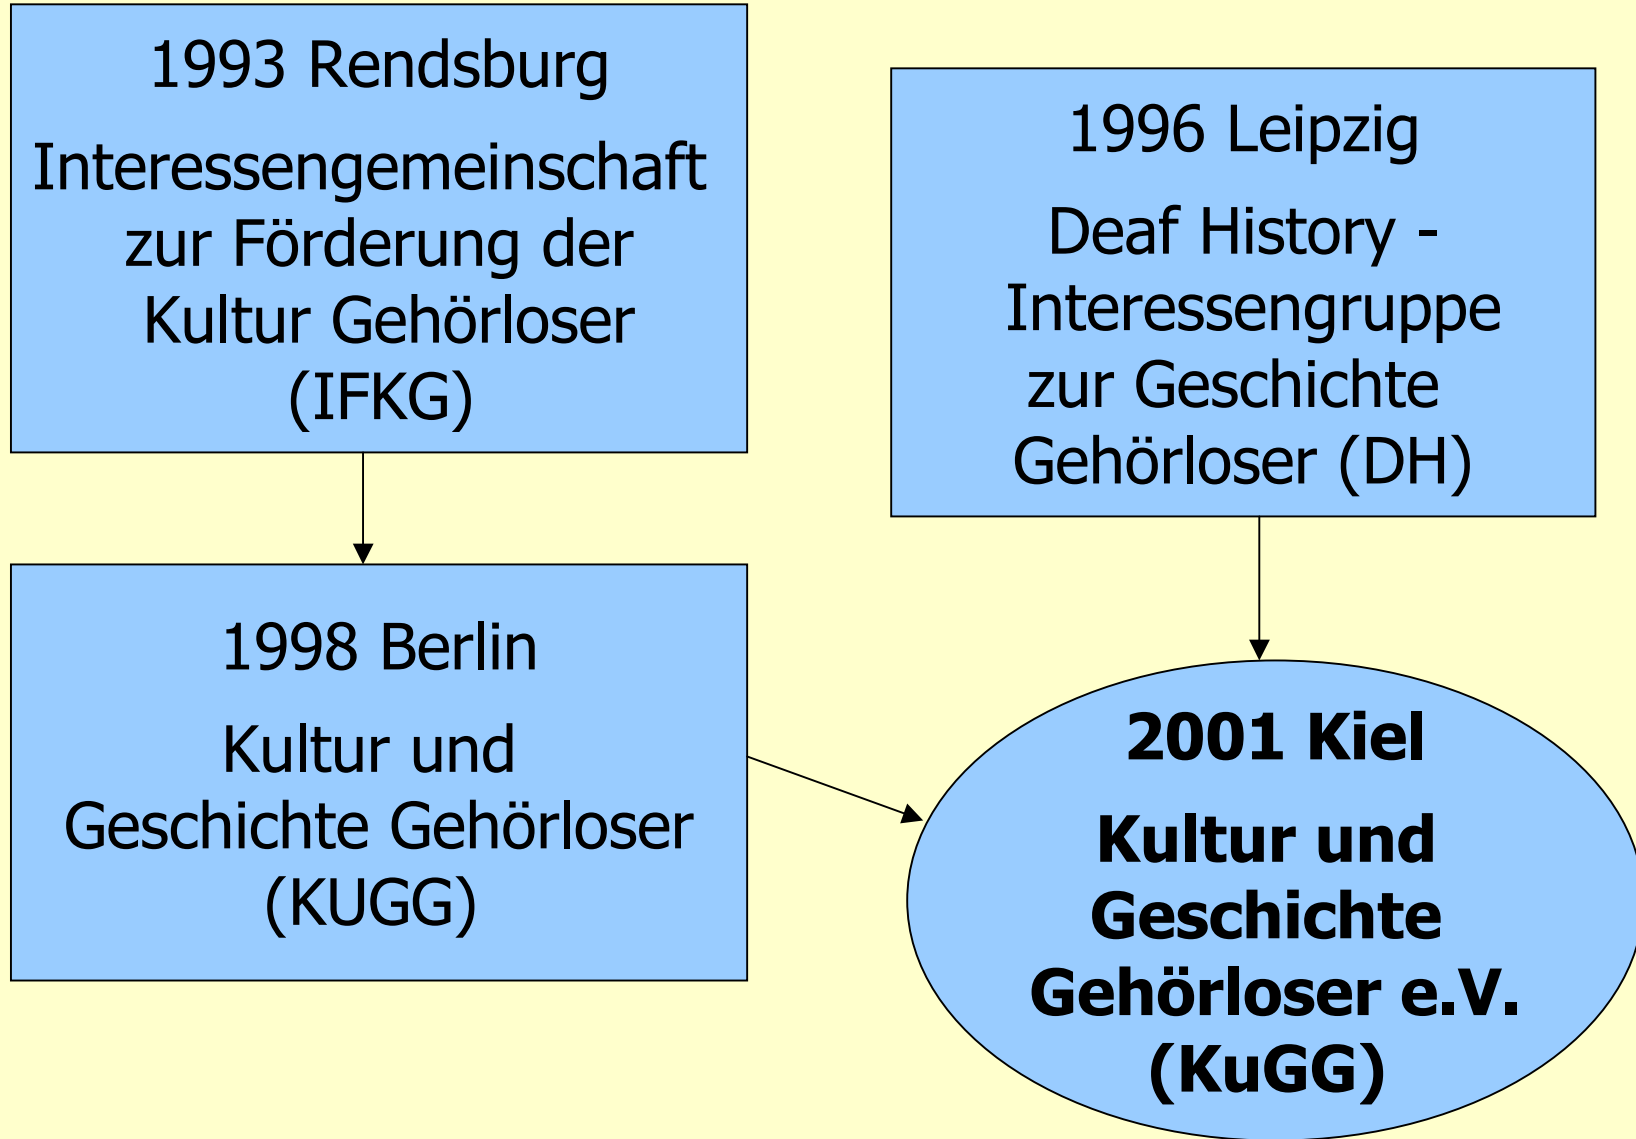 1993 Rendsburg
Interessengemeinschaft
zur Förderung der
Kultur Gehörloser
(IFKG)
1996 Leipzig
Deaf History -
Interessengruppe
zur Geschichte
Gehörloser (DH)
1998 Berlin
Kultur und
Geschichte Gehörloser
(KUGG)
2001 Kiel
Kultur und
Geschichte
Gehörloser e.V.
(KuGG)